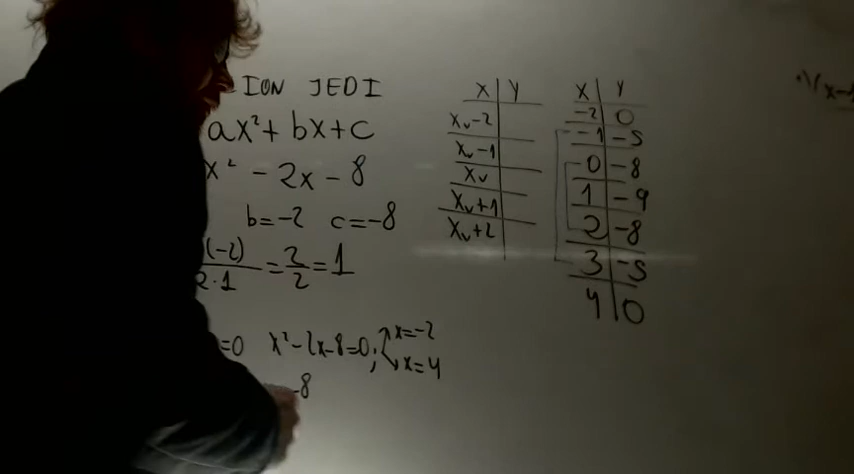 ION JEDI
ax²+bx+c
x²-2x-8
b=-2 c=-8
(-2)
2·1
=2/2=1
=0 x²-2x-8=0; x=-2
x=4
-8
X Y
Xv-2
Xv-1
Xv
Xv+1
Xv+2
X Y
-2 0
-1 -5
0 -8
1 -9
2 -8
3 -5
4 0